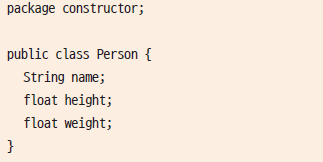 package constructor;

public class Person {
    String name;
    float height;
    float weight;
}